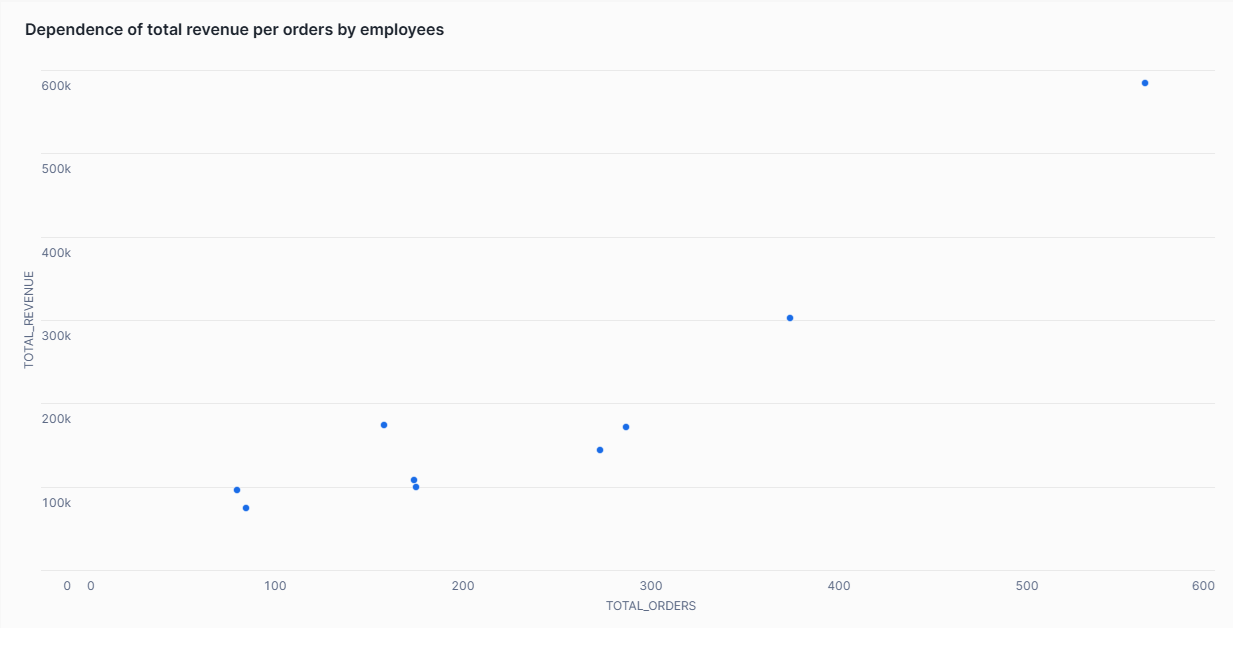 Dependence of total revenue per orders by employees
600k
500k
400k
TOTAL_REVENUE
300k
200k
100k
0 0 100 200 300 400 500 600
TOTAL_ORDERS